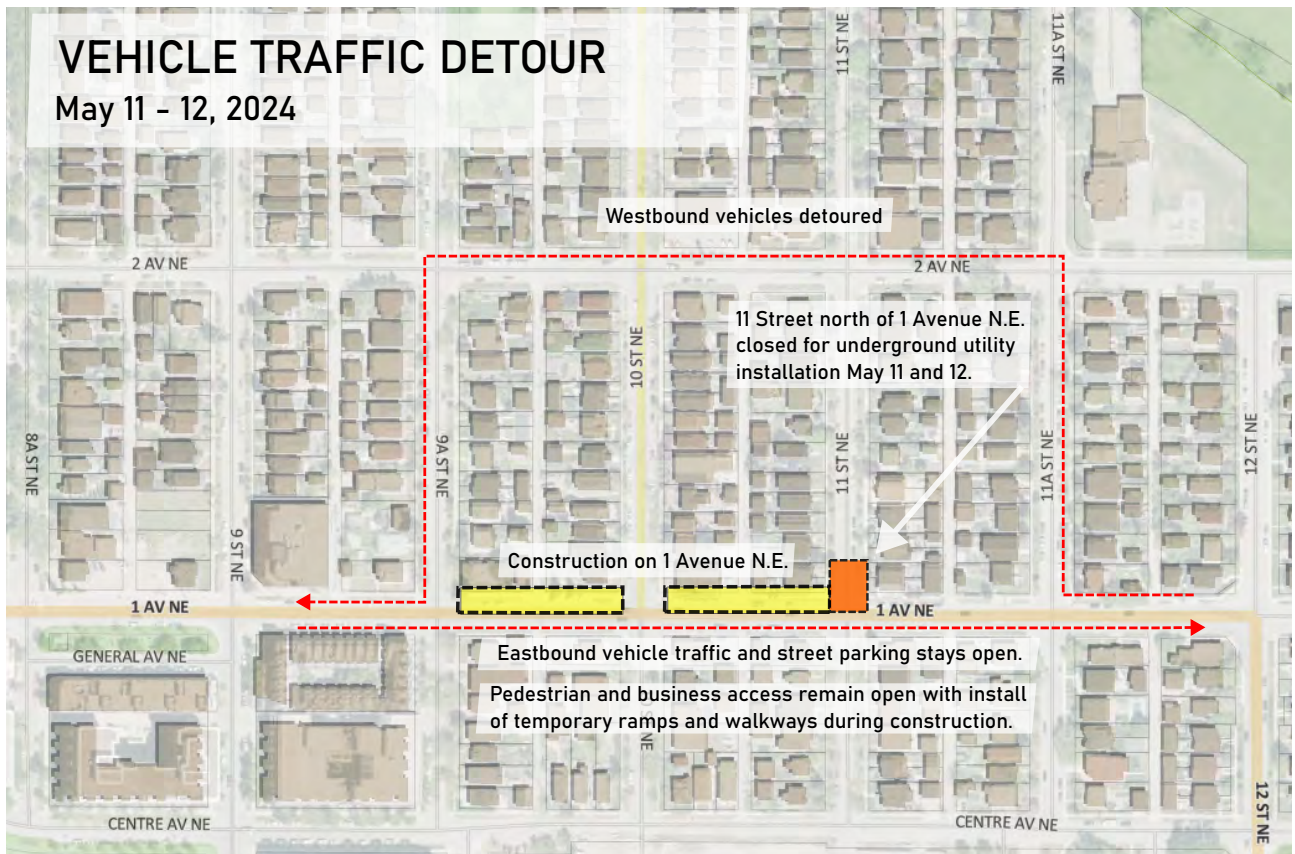 VEHICLE TRAFFIC DETOUR
May 11 - 12, 2024
11 ST NE
11A ST NE
Westbound vehicles detoured
2 AV NE
2 AV NE
11 Street north of 1 Avenue N.E.
closed for underground utility
installation May 11 and 12.
10 ST NE
8A ST NE
9A ST NE
11 ST NE
11A ST NE
12 ST NE
9 ST NE
Construction on 1 Avenue N.E.
1 AV NE
1 AV NE
GENERAL AV NE
Eastbound vehicle traffic and street parking stays open.
Pedestrian and business access remain open with install
of temporary ramps and walkways during construction.
NE
CENTRE AV NE
CENTRE AV NE
12 ST NE